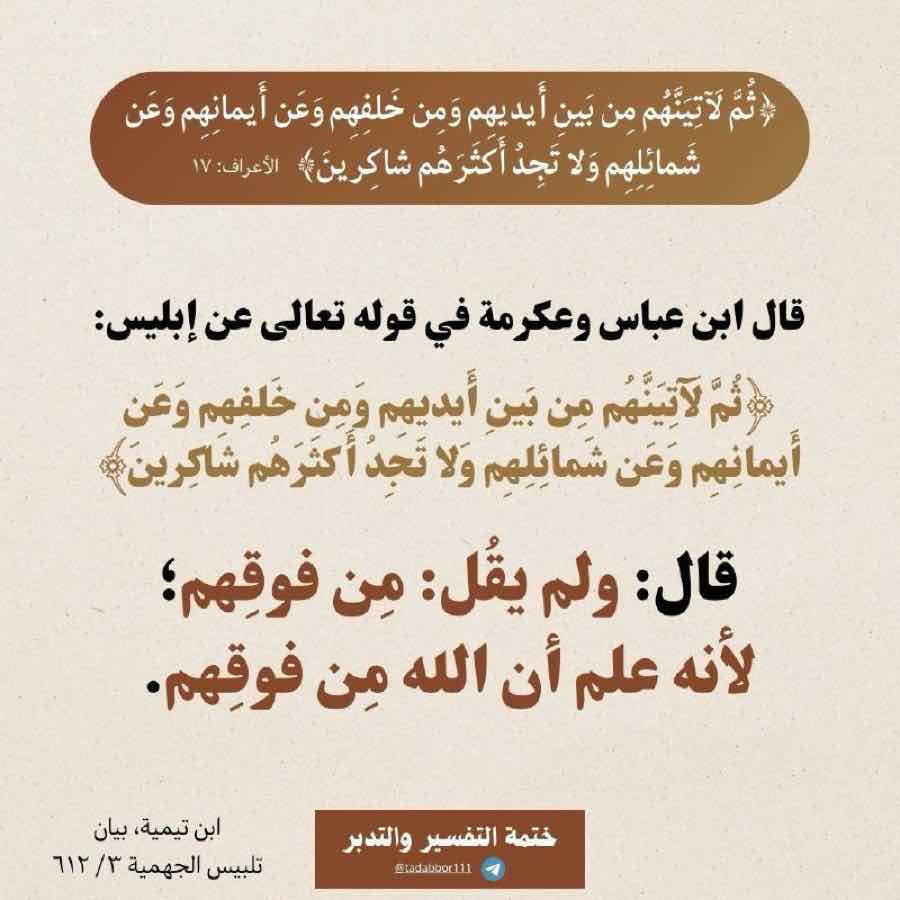 ﴿ثُمَّ لَآتِيَنَّهُم مِن بَينِ أَيديهِم وَمِن خَلفِهِم وَعَن أَيمانِهِم وَعَن
شَمائِلِهِم وَلا تَجِدُ أَكثَرَهُم شاكِرينَ﴾ الأعراف: ١٧
قال ابن عباس وعكرمة في قوله تعالى عن إبليس:
﴿ثُمَّ لَآتِيَنَّهُم مِن بَينِ أَيديهِم وَمِن خَلفِهِم وَعَن
أَيمانِهِم وَعَن شَمائِلِهِم وَلا تَجِدُ أَكثَرَهُم شاكِرينَ﴾
قال: ولم يقُل: مِن فوقِهم؛
لأنه علم أن الله مِن فوقِهم.
ختمة التفسير والتدبر
@tadabbor111
ابن تيمية، بيان
تلبيس الجهمية ٣/ ٦١٢